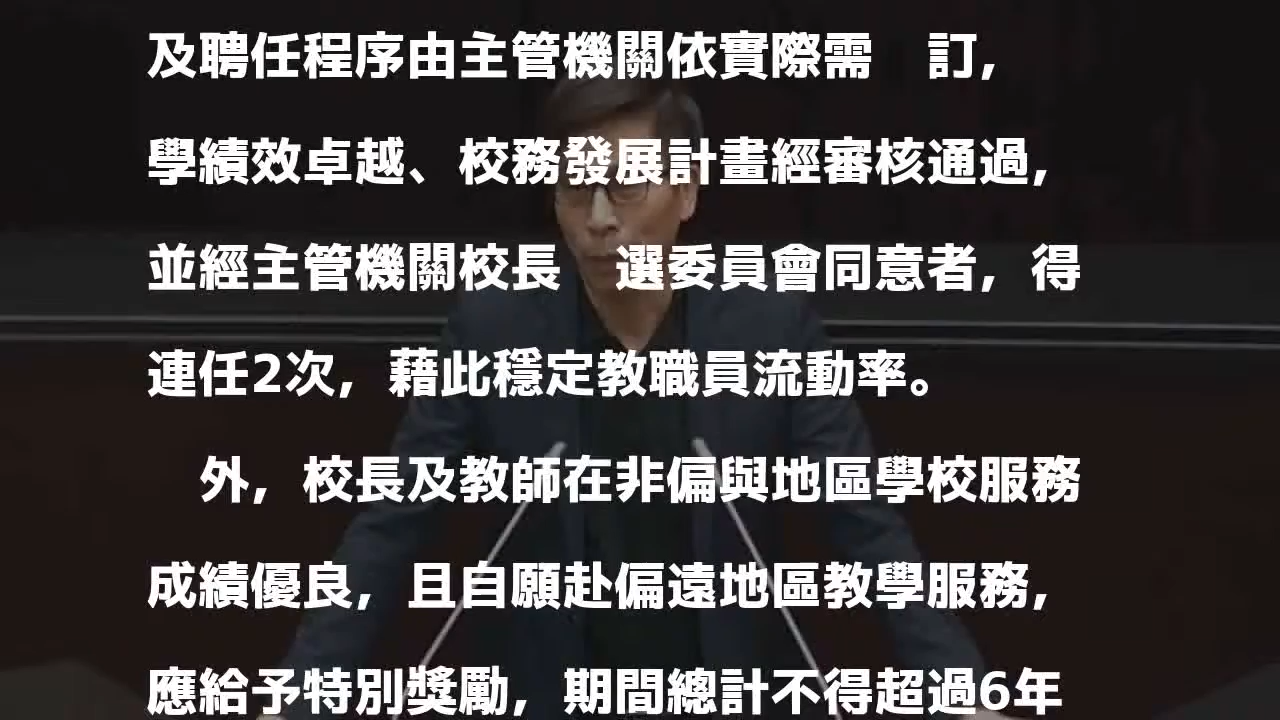 及聘任程序由主管機關依實際需　訂，
學績效卓越、校務發展計畫經審核通過，
並經主管機關校長　選委員會同意者，得
連任2次，藉此穩定教職員流動率。
　外，校長及教師在非偏與地區學校服務
成績優良，且自願赴偏遠地區教學服務，
應給予特別獎勵，期間總計不得超過6年